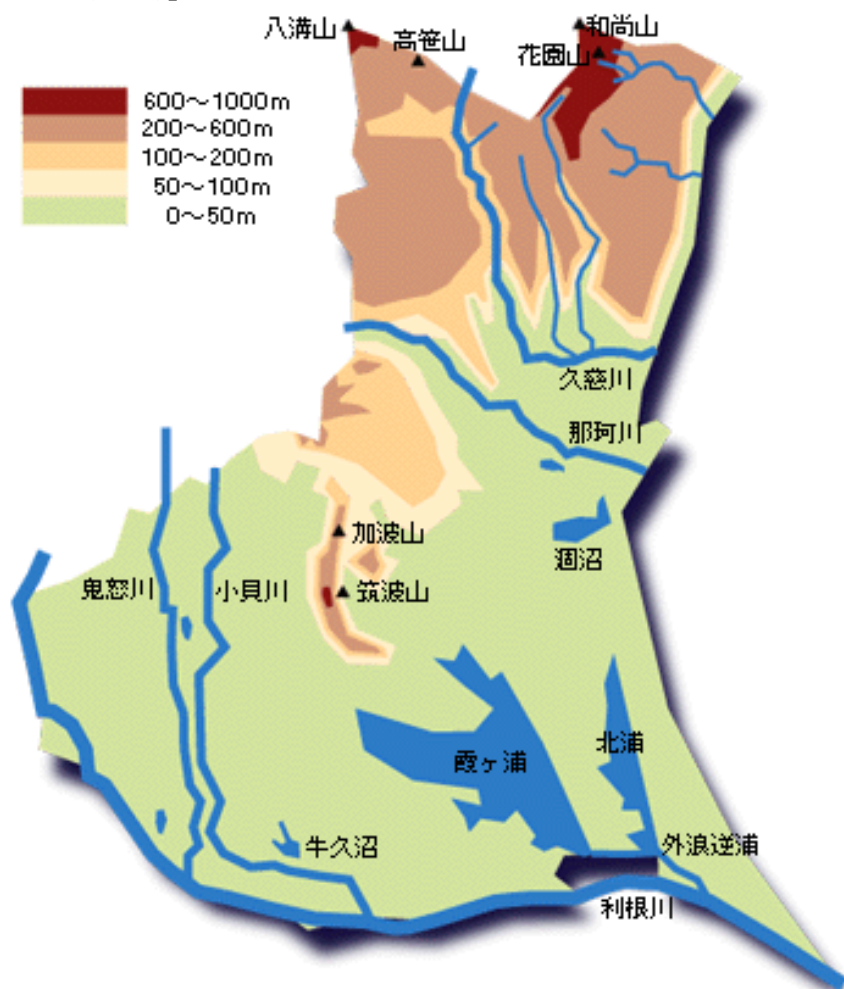 八溝山
和尚山
高笹山
花園山
600～1000m
200～600m
100～200m
50～100m
0～50m
久慈川
那珂川
加波山
涸沼
鬼怒川
小貝川
筑波山
北浦
霞ヶ浦
牛久沼
外浪逆浦
利根川